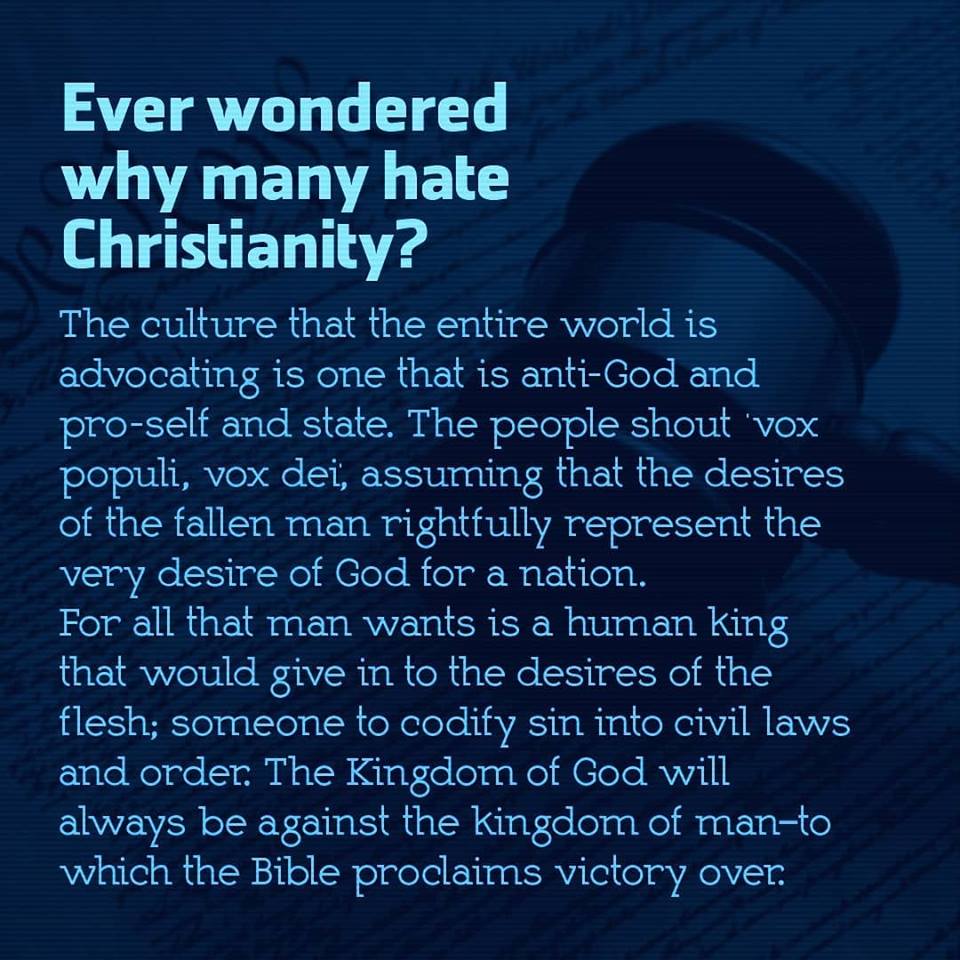 Ever wondered
why many hate
Christianity?
The culture that the entire world is
advocating is one that is anti-God and
pro-self and state. The people shout 'vox
populi, vox dei', assuming that the desires
of the fallen man rightfully represent the
very desire of God for a nation.
For all that man wants is a human king
that would give in to the desires of the
flesh; someone to codify sin into civil laws
and order. The Kingdom of God will
always be against the kingdom of man—to
which the Bible proclaims victory over.